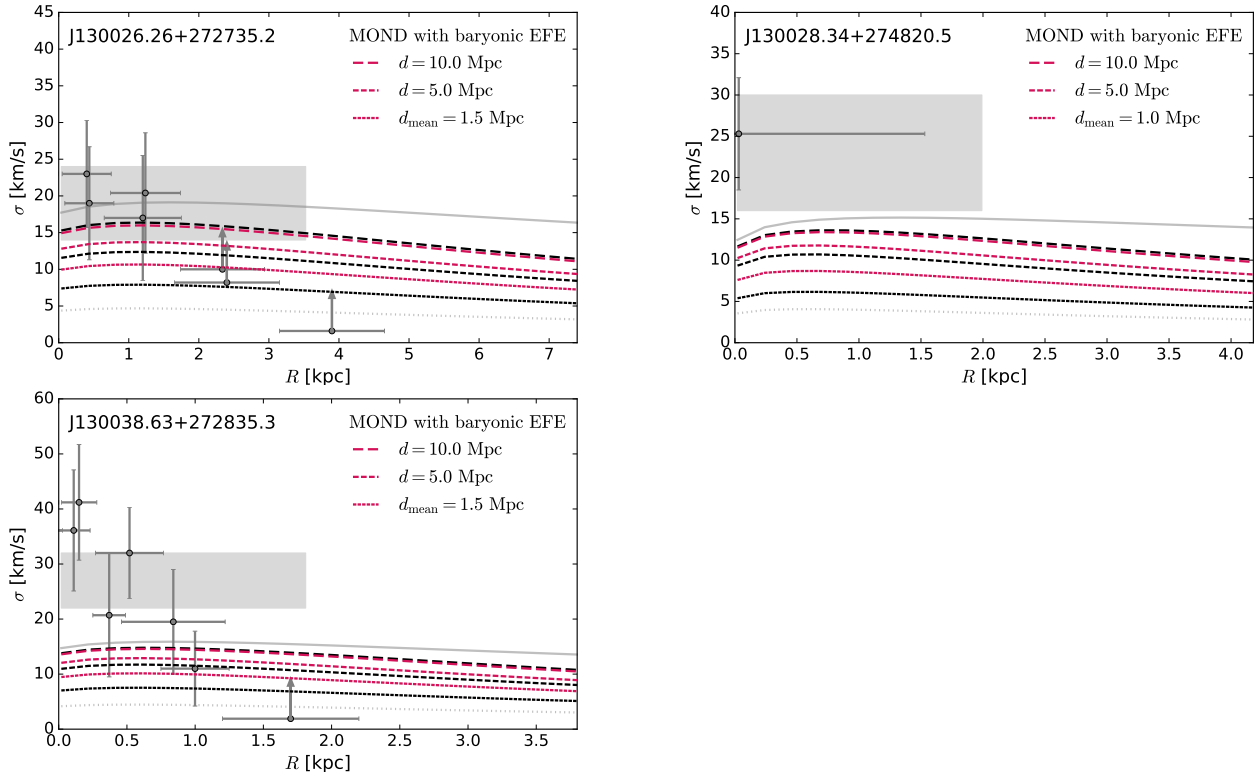 J130026.26+272735.2
MOND with baryonic EFE
d = 10.0 Mpc
d = 5.0 Mpc
d_mean = 1.5 Mpc
45
40
35
30
25
20
15
10
5
0
σ [km/s]
0 1 2 3 4 5 6 7
R [kpc]
J130028.34+274820.5
MOND with baryonic EFE
d = 10.0 Mpc
d = 5.0 Mpc
d_mean = 1.0 Mpc
40
35
30
25
20
15
10
5
0
σ [km/s]
0.0 0.5 1.0 1.5 2.0 2.5 3.0 3.5 4.0
R [kpc]
J130038.63+272835.3
MOND with baryonic EFE
d = 10.0 Mpc
d = 5.0 Mpc
d_mean = 1.5 Mpc
60
50
40
30
20
10
0
σ [km/s]
0.0 0.5 1.0 1.5 2.0 2.5 3.0 3.5
R [kpc]